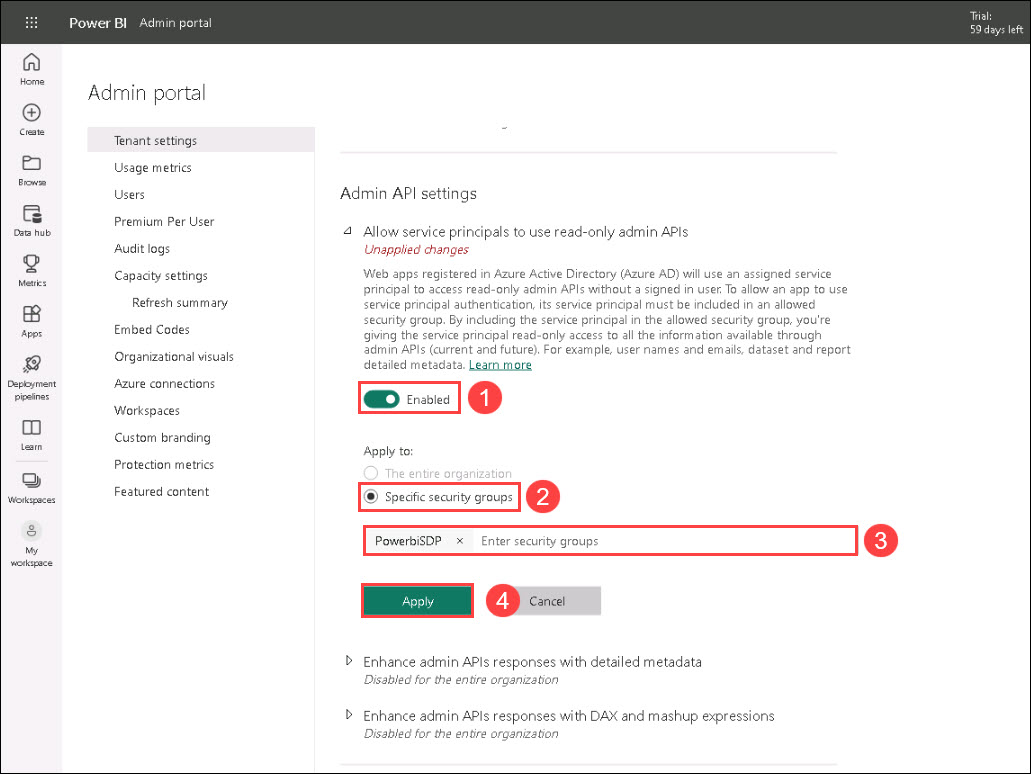 Power BI Admin portal
Trial:
59 days left
Home
Create
Browse
Data hub
Metrics
Apps
Deployment
pipelines
Learn
Workspaces
My
workspace
Admin portal
Tenant settings
Usage metrics
Users
Premium Per User
Audit logs
Capacity settings
Refresh summary
Embed Codes
Organizational visuals
Azure connections
Workspaces
Custom branding
Protection metrics
Featured content
Admin API settings
Allow service principals to use read-only admin APIs
Unapplied changes
Web apps registered in Azure Active Directory (Azure AD) will use an assigned service
principal to access read-only admin APIs without a signed in user. To allow an app to use
service principal authentication, its service principal must be included in an allowed
security group. By including the service principal in the allowed security group, you're
giving the service principal read-only access to all the information available through
admin APIs (current and future). For example, user names and emails, dataset and report
detailed metadata. Learn more
Enabled 1
Apply to:
The entire organization
Specific security groups 2
PowerbiSDP × Enter security groups 3
Apply 4 Cancel
Enhance admin APIs responses with detailed metadata
Disabled for the entire organization
Enhance admin APIs responses with DAX and mashup expressions
Disabled for the entire organization